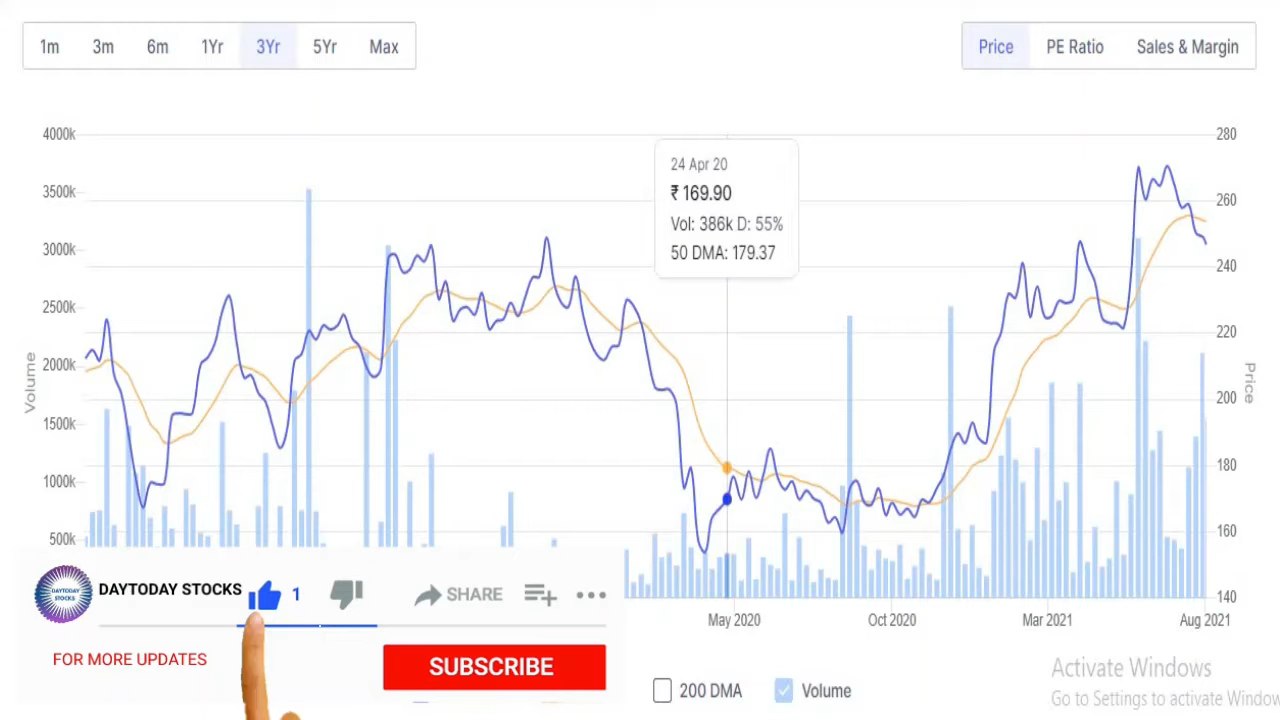 1m 3m 6m 1Yr 3Yr 5Yr Max
Price PE Ratio Sales & Margin
4000k
3500k
3000k
2500k
2000k
1500k
1000k
500k
Volume
24 Apr 20
₹ 169.90
Vol: 386k D: 55%
50 DMA: 179.37
280
260
240
220
200
180
160
140
Price
May 2020 Oct 2020 Mar 2021 Aug 2021
DAYTODAY STOCKS
DAYTODAY
STOCKS
1
SHARE
FOR MORE UPDATES
SUBSCRIBE
200 DMA Volume
Activate Windows
Go to Settings to activate Window